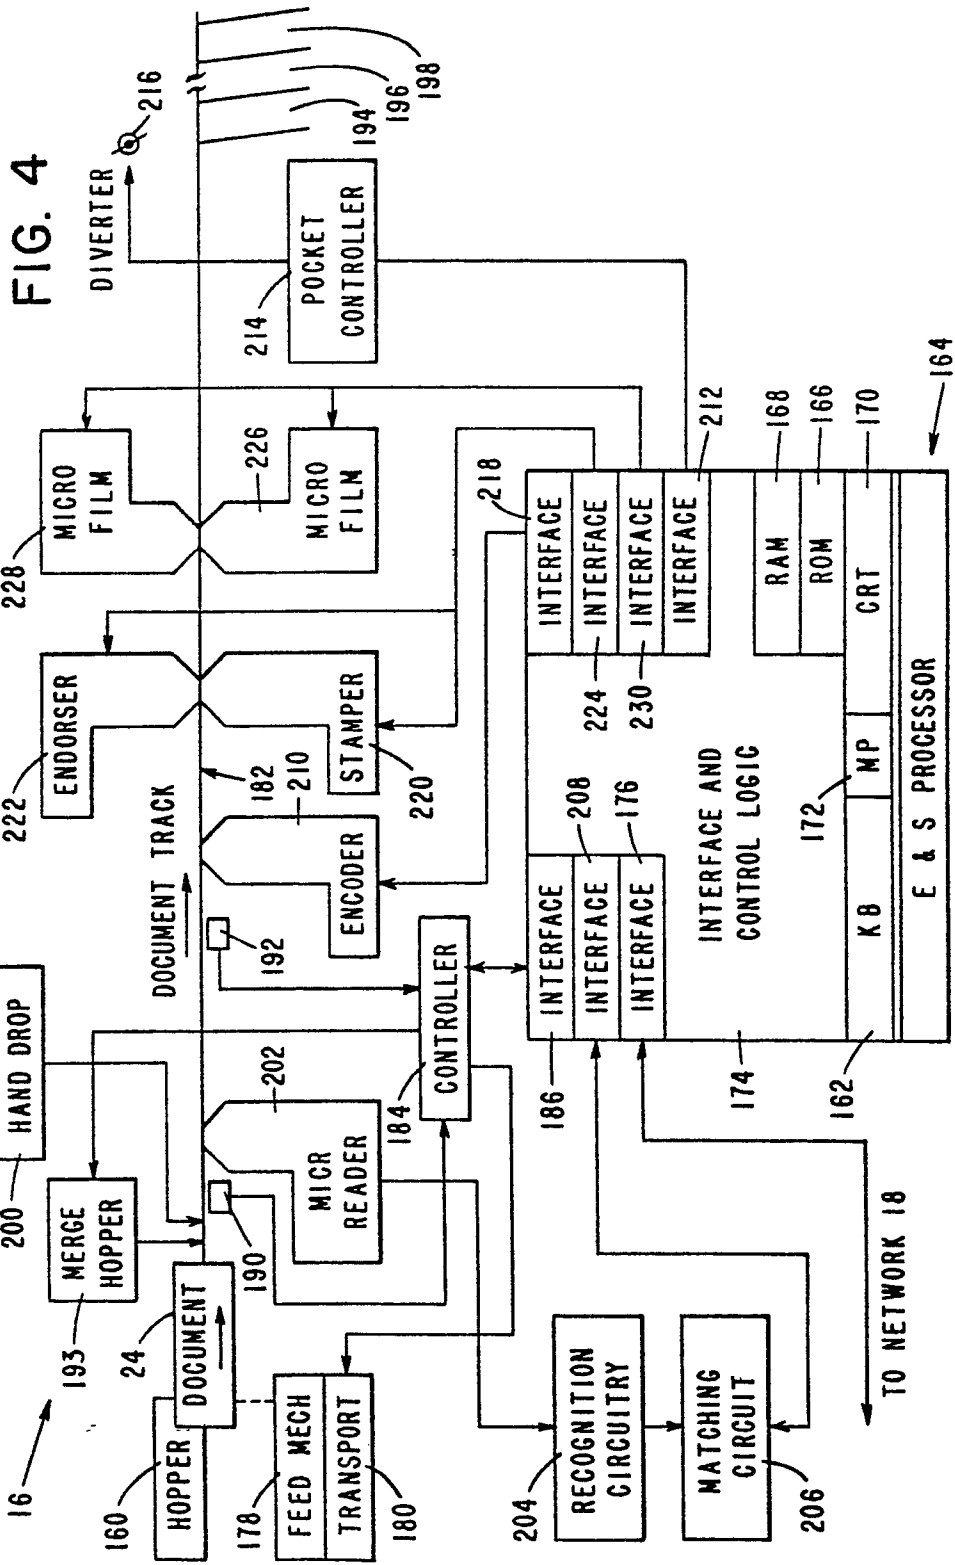 FIG. 4
16
160
HOPPER
24
DOCUMENT
193
MERGE
HOPPER
200
HAND DROP
178
FEED MECH
TRANSPORT
180
190
MICR
READER
202
DOCUMENT TRACK
192
182
ENCODER
210
222
ENDORSER
STAMPER
220
228
MICRO
FILM
226
MICRO
FILM
DIVERTER
216
194
196
198
214
POCKET
CONTROLLER
184
CONTROLLER
204
RECOGNITION
CIRCUITRY
MATCHING
CIRCUIT
206
TO NETWORK 18
186
INTERFACE
INTERFACE
208
INTERFACE
176
218
INTERFACE
INTERFACE
224
INTERFACE
230
INTERFACE
212
INTERFACE AND
CONTROL LOGIC
174
RAM
168
ROM
166
162
KB
172
MP
CRT
170
E & S PROCESSOR
164